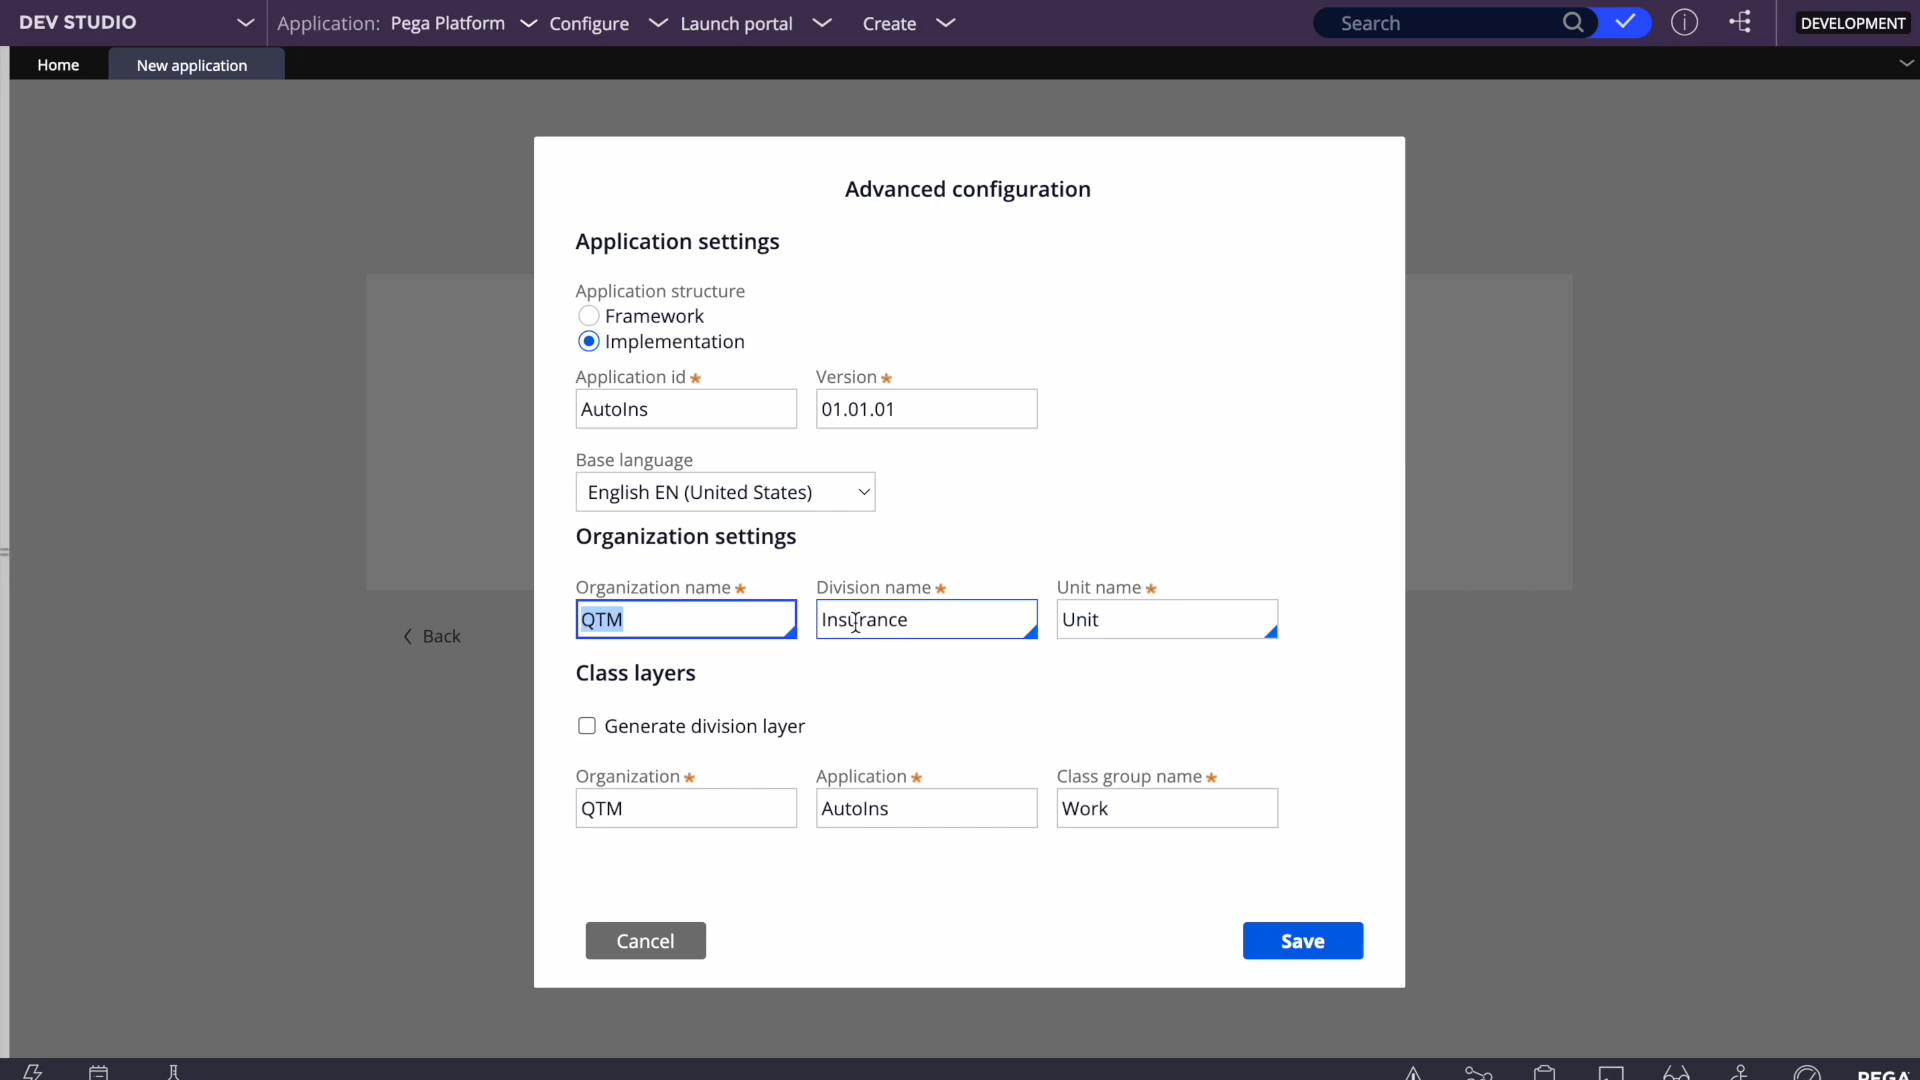 DEV STUDIO
Application: Pega Platform
Configure
Launch portal
Create
Search
DEVELOPMENT
Home
New application
Advanced configuration
Application settings
Application structure
Framework
Implementation
Application id *
Version *
AutoIns
01.01.01
Base language
English EN (United States)
Organization settings
Organization name *
Division name *
Unit name *
QTM
Insurance
Unit
Back
Class layers
Generate division layer
Organization *
Application *
Class group name *
QTM
AutoIns
Work
Cancel
Save
PEGA